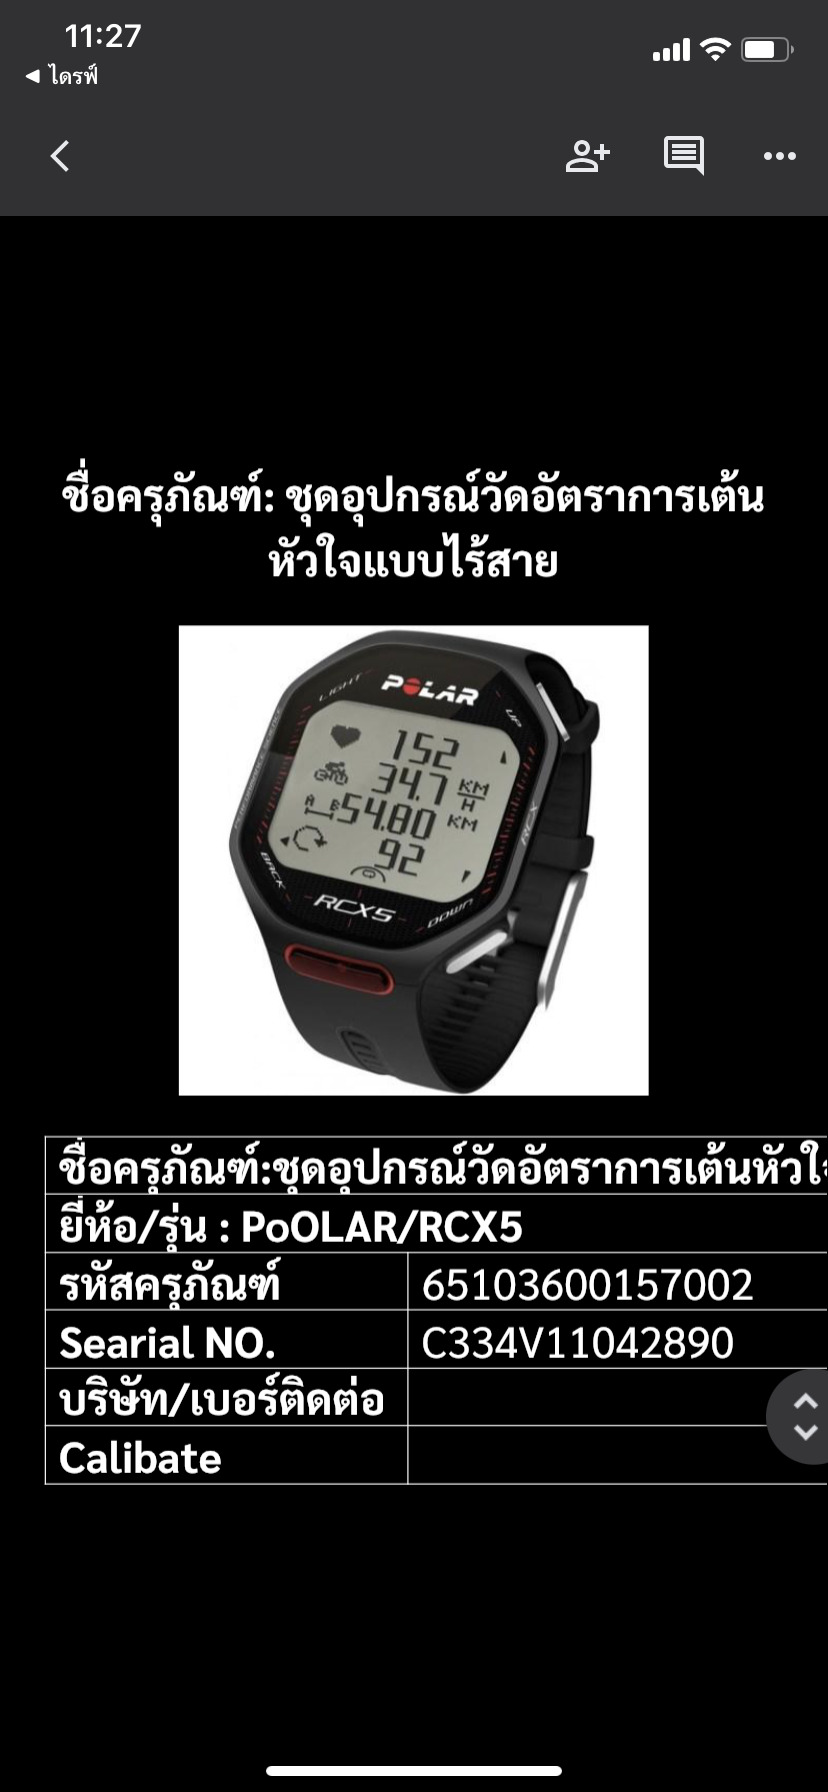 11:27
◀ ไดรฟ์
ชื่อครุภัณฑ์: ชุดอุปกรณ์วัดอัตราการเต้น
หัวใจแบบไร้สาย
POLAR
LIGHT
UP
152
34.7 KM/H
A B 54.80 KM
92
RCX
BACK
RCX5
DOWN
ชื่อครุภัณฑ์:ชุดอุปกรณ์วัดอัตราการเต้นหัวใ
ยี่ห้อ/รุ่น : PoOLAR/RCX5
รหัสครุภัณฑ์ 65103600157002
Searial NO. C334V11042890
บริษัท/เบอร์ติดต่อ
Calibate